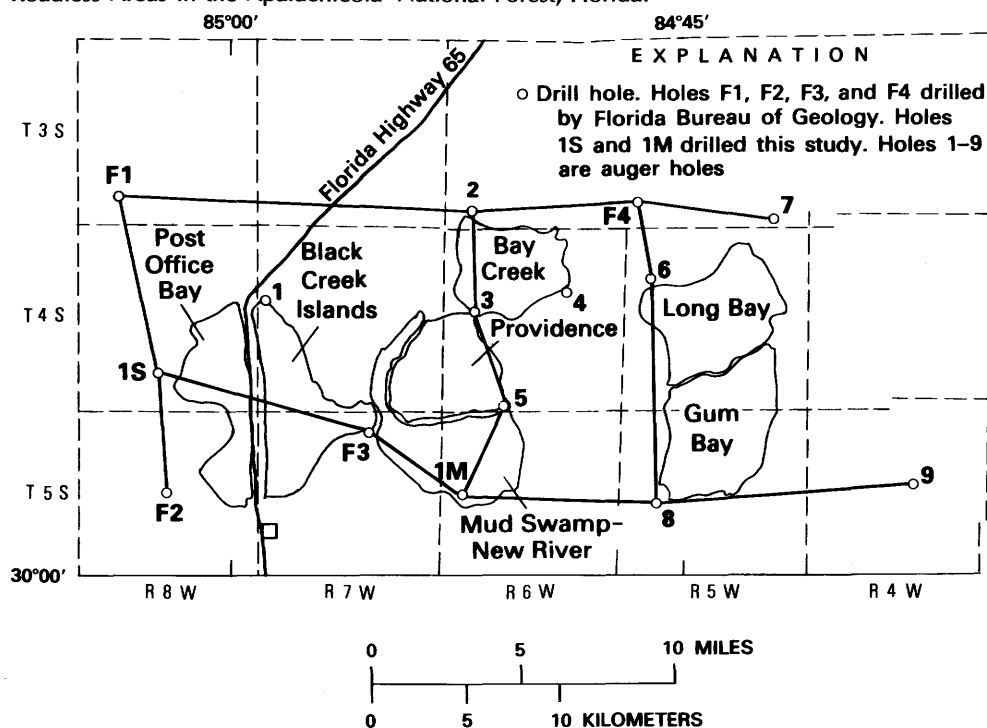 Roadless Areas in the Apalachicola National Forest, Florida.
85°00'
84°45'
EXPLANATION
Drill hole. Holes F1, F2, F3, and F4 drilled
by Florida Bureau of Geology. Holes
1S and 1M drilled this study. Holes 1–9
are auger holes
Florida Highway 65
T 3 S
F1
2
F4
7
Post
Office
Bay
Black
Creek
Islands
Bay
Creek
6
1
3
4
Long Bay
T 4 S
Providence
1S
5
Gum
Bay
F3
1M
9
T 5 S
F2
8
Mud Swamp–
New River
30°00'
R 8 W
R 7 W
R 6 W
R 5 W
R 4 W
0 5 10 MILES
0 5 10 KILOMETERS